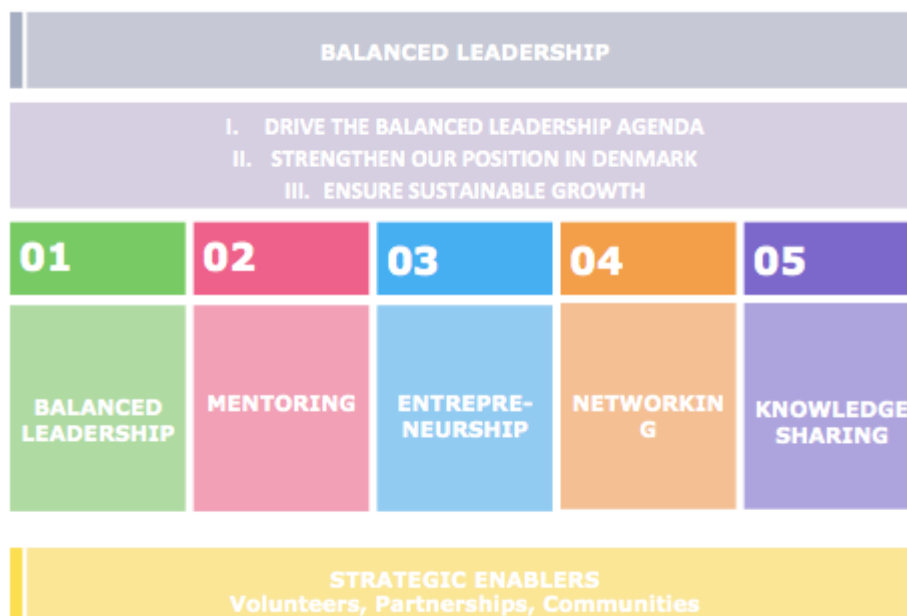 BALANCED LEADERSHIP
I. DRIVE THE BALANCED LEADERSHIP AGENDA
II. STRENGTHEN OUR POSITION IN DENMARK
III. ENSURE SUSTAINABLE GROWTH
01
02
03
04
05
BALANCED
LEADERSHIP
MENTORING
ENTREPRE-
NEURSHIP
NETWORKIN
G
KNOWLEDGE
SHARING
STRATEGIC ENABLERS
Volunteers, Partnerships, Communities